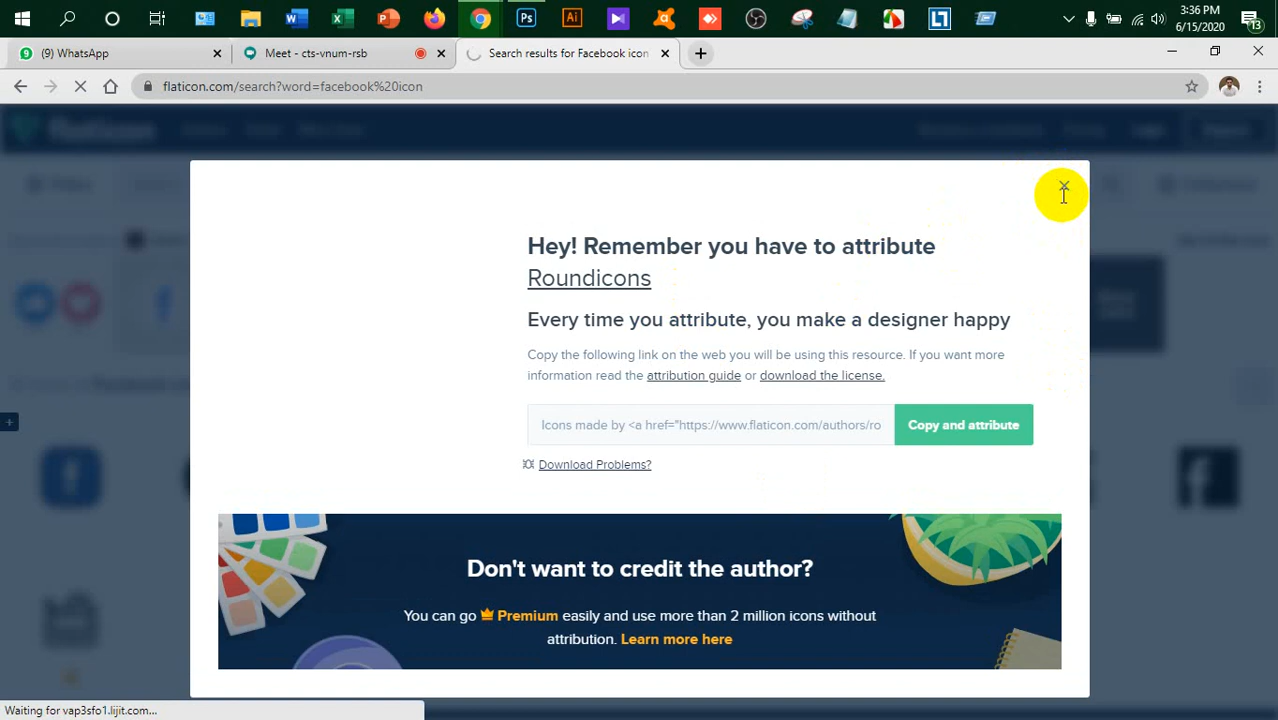 3:36 PM
6/15/2020
13
(9) WhatsApp
Meet - cts-vnum-rsb
Search results for Facebook icon
flaticon.com/search?word=facebook%20icon
Hey! Remember you have to attribute
Roundicons
Every time you attribute, you make a designer happy
Copy the following link on the web you will be using this resource. If you want more
information read the attribution guide or download the license.
Icons made by <a href="https://www.flaticon.com/authors/ro
Copy and attribute
Download Problems?
Don't want to credit the author?
You can go Premium easily and use more than 2 million icons without
attribution. Learn more here
Waiting for vap3sfo1.lijit.com...